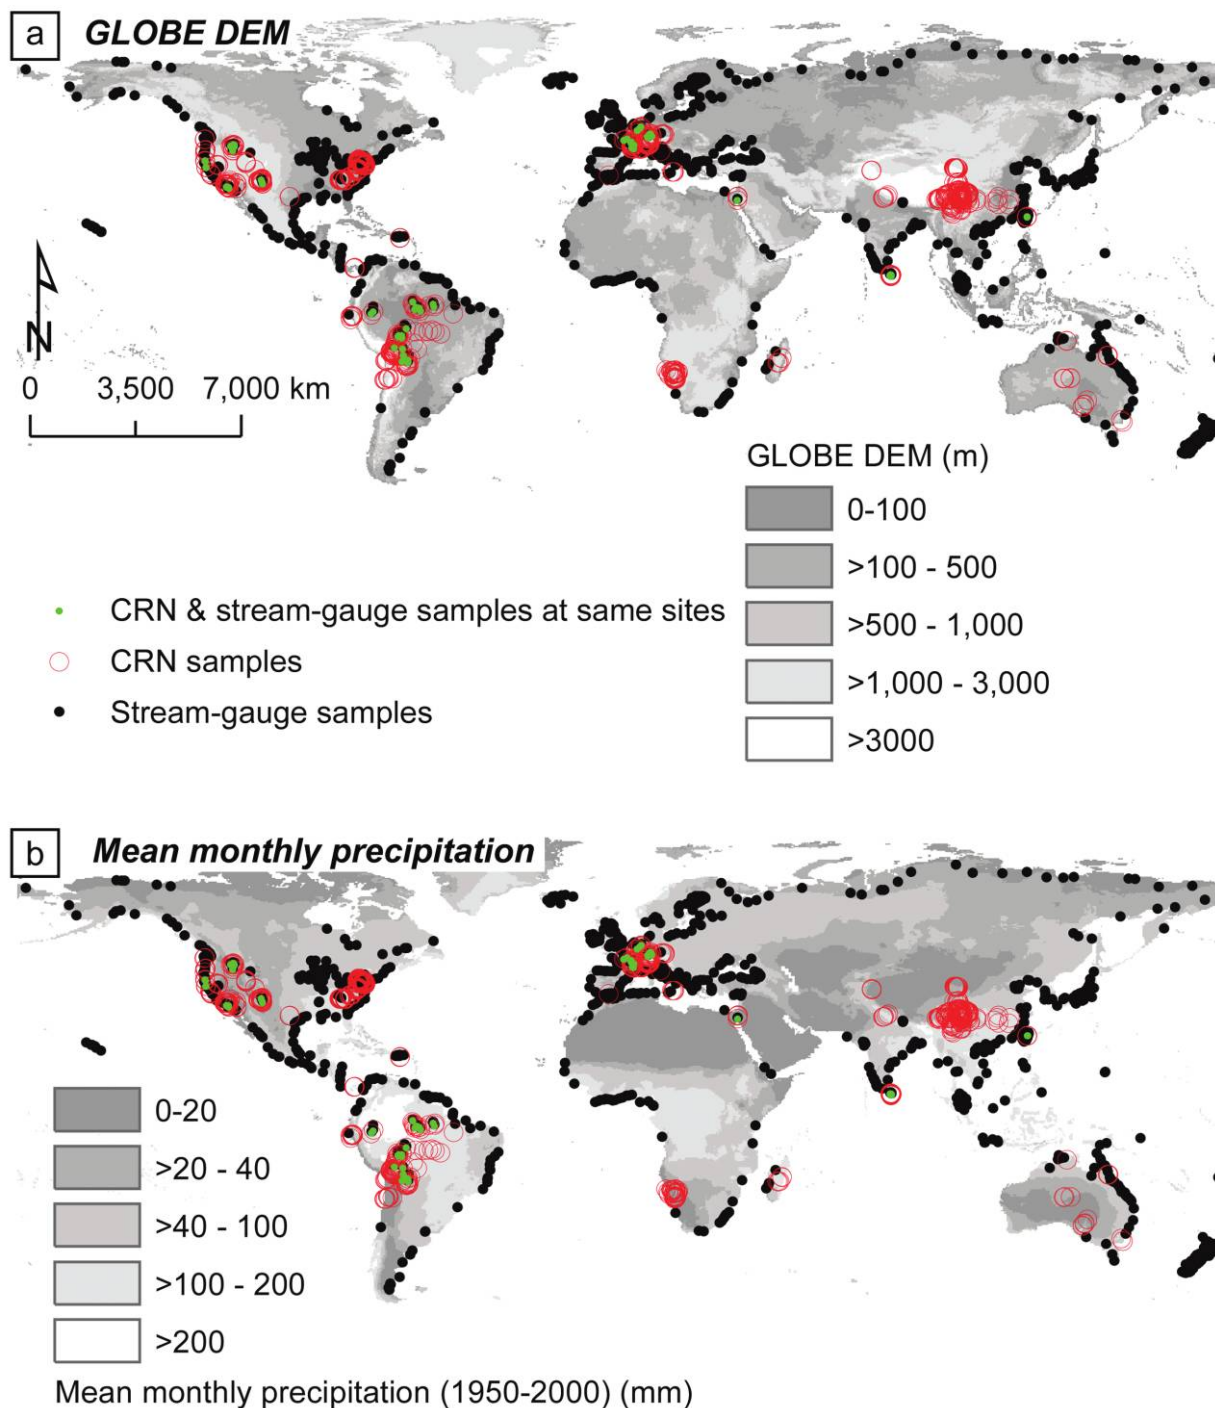 a GLOBE DEM
N
0 3,500 7,000 km
GLOBE DEM (m)
0-100
>100 - 500
>500 - 1,000
>1,000 - 3,000
>3000
CRN & stream-gauge samples at same sites
CRN samples
Stream-gauge samples
b Mean monthly precipitation
0-20
>20 - 40
>40 - 100
>100 - 200
>200
Mean monthly precipitation (1950-2000) (mm)